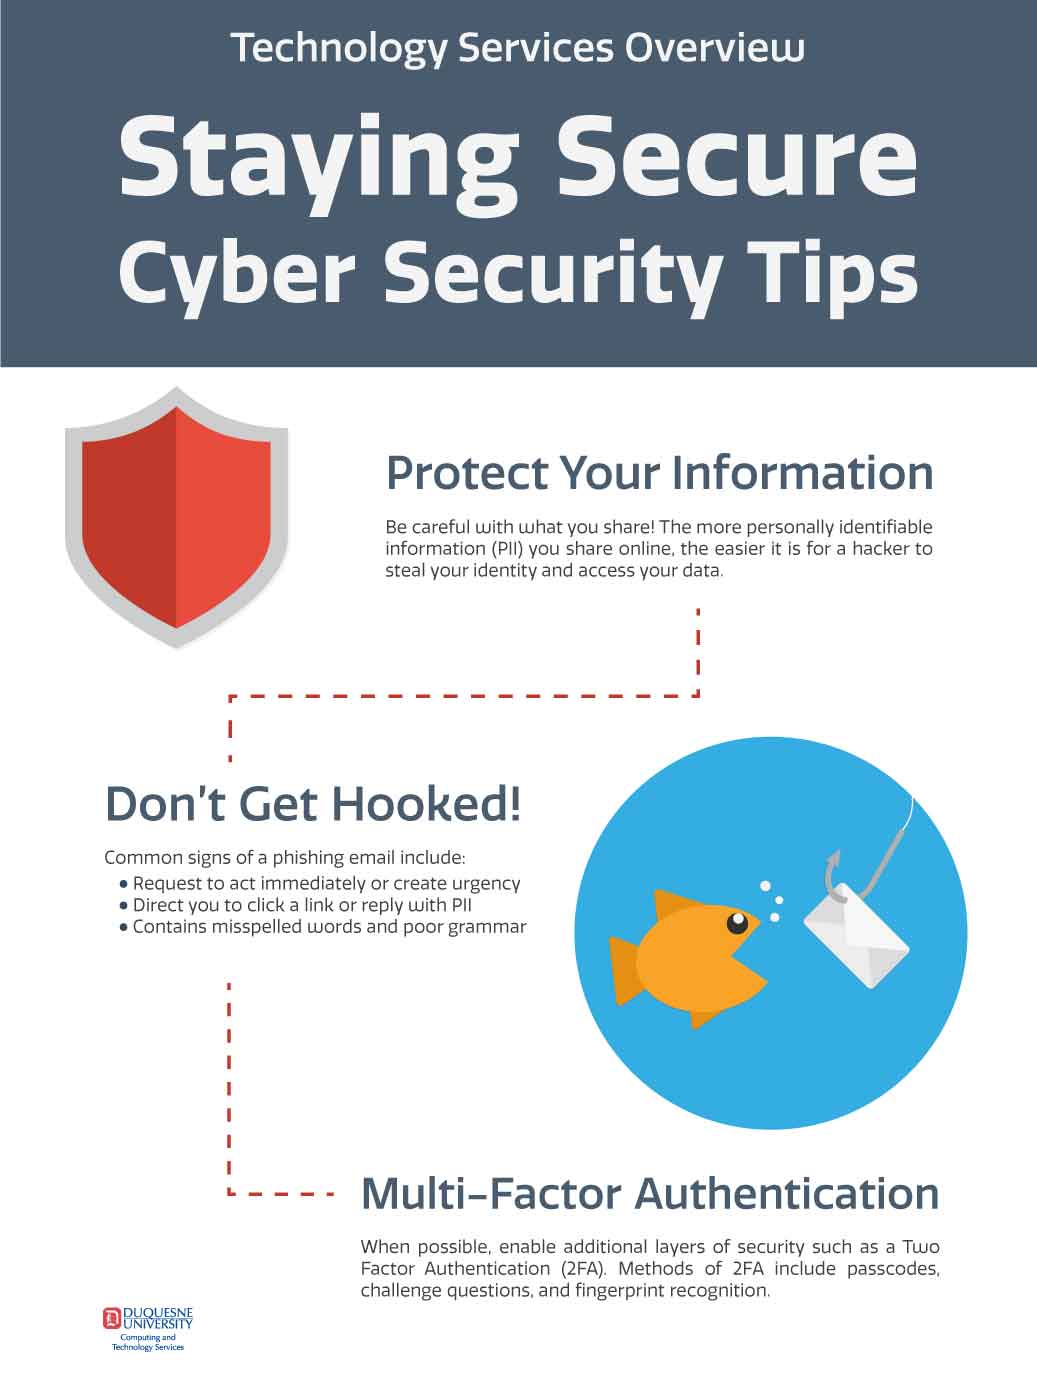 Technology Services Overview
Staying Secure
Cyber Security Tips
Protect Your Information
Be careful with what you share! The more personally identifiable
information (PII) you share online, the easier it is for a hacker to
steal your identity and access your data.
Don't Get Hooked!
Common signs of a phishing email include:
• Request to act immediately or create urgency
• Direct you to click a link or reply with PII
• Contains misspelled words and poor grammar
Multi-Factor Authentication
When possible, enable additional layers of security such as a Two
Factor Authentication (2FA). Methods of 2FA include passcodes,
challenge questions, and fingerprint recognition.
D DUQUESNE
UNIVERSITY
Computing and
Technology Services